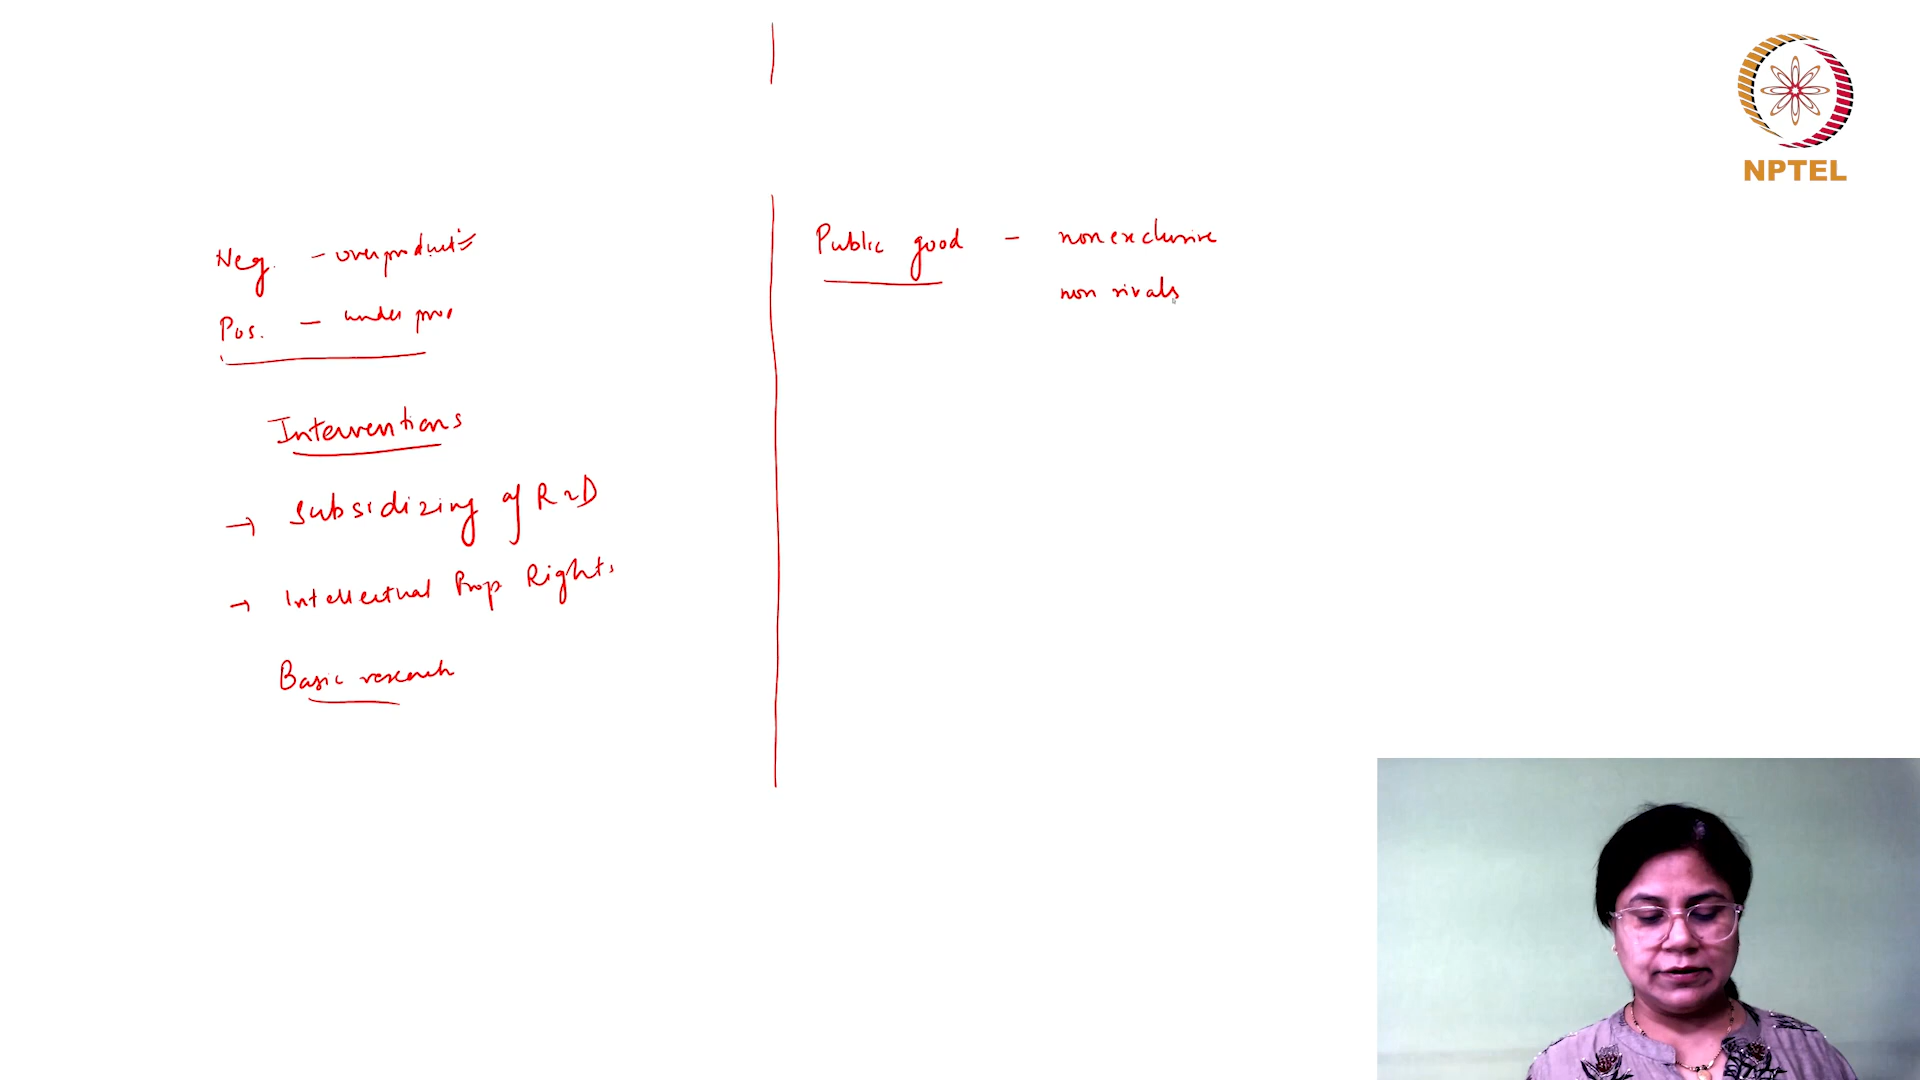 Neg. - overproducti
Pos. - under pro
Interventions
→ Subsidizing of R&D
→ Intellectual Prop Rights
Basic research
Public good - nonexclusive
non rivals
NPTEL